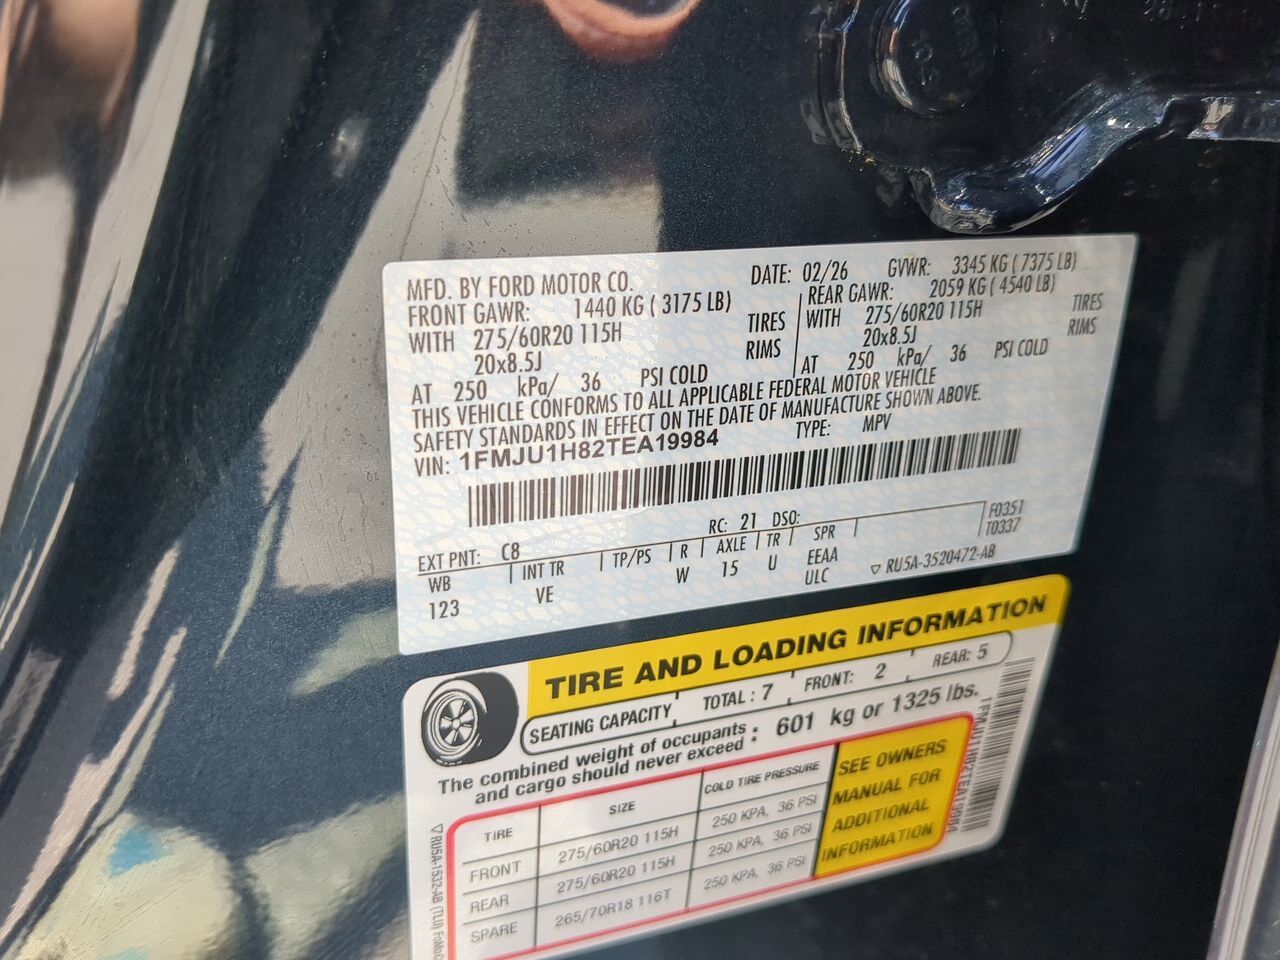 MFD. BY FORD MOTOR CO.
DATE: 02/26 GVWR: 3345 KG ( 7375 LB)
FRONT GAWR: 1440 KG ( 3175 LB)
REAR GAWR: 2059 KG ( 4540 LB)
WITH 275/60R20 115H TIRES
WITH 275/60R20 115H TIRES
20x8.5J RIMS
20x8.5J RIMS
AT 250 kPa/ 36 PSI COLD
AT 250 kPa/ 36 PSI COLD
THIS VEHICLE CONFORMS TO ALL APPLICABLE FEDERAL MOTOR VEHICLE
SAFETY STANDARDS IN EFFECT ON THE DATE OF MANUFACTURE SHOWN ABOVE.
VIN: 1FMJU1H82TEA19984 TYPE: MPV
EXT PNT: C8 RC: 21 DSO:
F0351
T0337
WB INT TR TP/PS R AXLE TR SPR
123 VE W 15 U EEAA
ULC
RU5A-3520472-AB
TIRE AND LOADING INFORMATION
SEATING CAPACITY TOTAL : 7 FRONT: 2 REAR: 5
The combined weight of occupants
and cargo should never exceed : 601 kg or 1325 lbs.
TIRE SIZE COLD TIRE PRESSURE
FRONT 275/60R20 115H 250 KPA, 36 PSI
REAR 275/60R20 115H 250 KPA, 36 PSI
SPARE 265/70R18 116T 250 KPA, 36 PSI
SEE OWNERS
MANUAL FOR
ADDITIONAL
INFORMATION
1FMJU1H82TEA19984
RU5A-1532-AB (TLU)